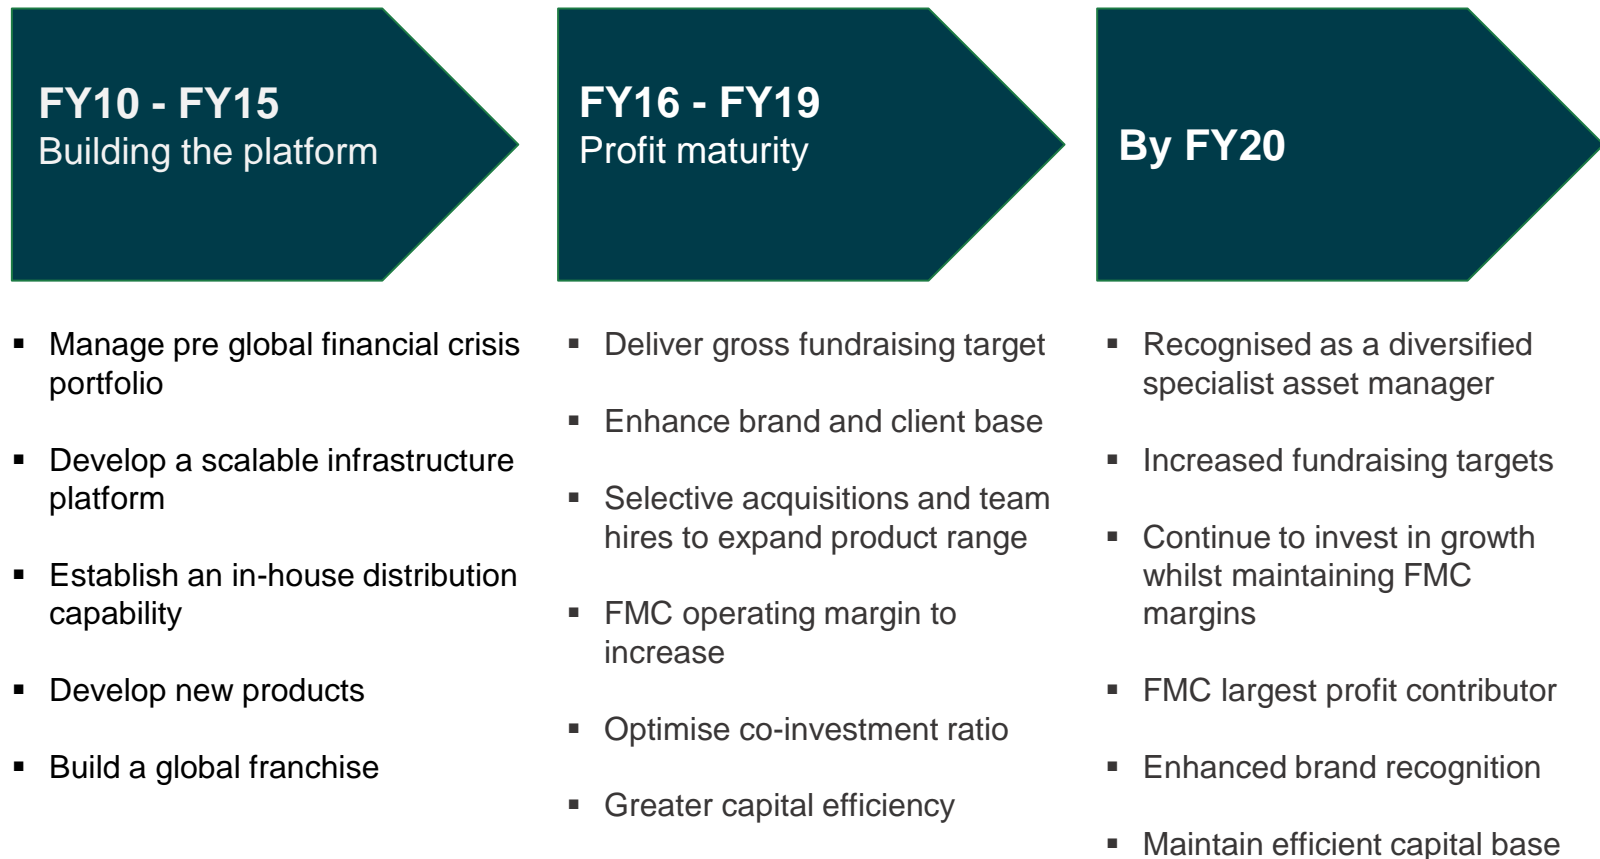 FY10 - FY15
Building the platform
FY16 - FY19
Profit maturity
By FY20
▪ Manage pre global financial crisis
portfolio
▪ Develop a scalable infrastructure
platform
▪ Establish an in-house distribution
capability
▪ Develop new products
▪ Build a global franchise
▪ Deliver gross fundraising target
▪ Enhance brand and client base
▪ Selective acquisitions and team
hires to expand product range
▪ FMC operating margin to
increase
▪ Optimise co-investment ratio
▪ Greater capital efficiency
▪ Recognised as a diversified
specialist asset manager
▪ Increased fundraising targets
▪ Continue to invest in growth
whilst maintaining FMC
margins
▪ FMC largest profit contributor
▪ Enhanced brand recognition
▪ Maintain efficient capital base